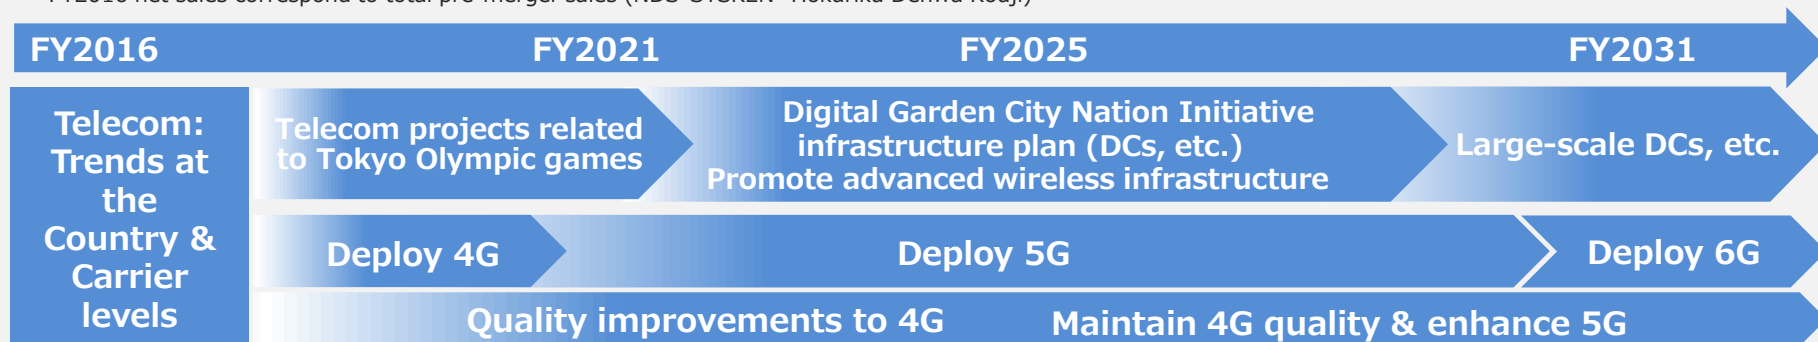 FY2016 FY2021 FY2025 FY2031
Telecom:
Trends at
the
Country &
Carrier
levels
Telecom projects related
to Tokyo Olympic games
Digital Garden City Nation Initiative
infrastructure plan (DCs, etc.)
Promote advanced wireless infrastructure
Large-scale DCs, etc.
Deploy 4G
Deploy 5G
Deploy 6G
Quality improvements to 4G
Maintain 4G quality & enhance 5G